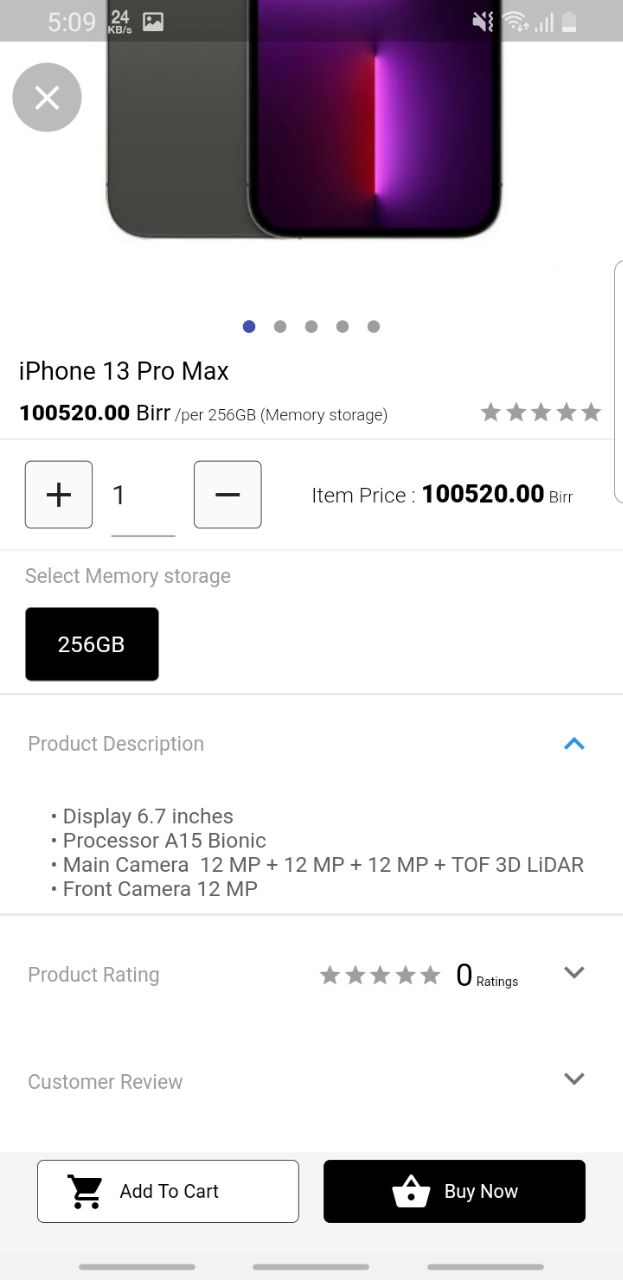 5:09 24 KB/s
iPhone 13 Pro Max
100520.00 Birr /per 256GB (Memory storage)
1 Item Price : 100520.00 Birr
Select Memory storage
256GB
Product Description
• Display 6.7 inches
• Processor A15 Bionic
• Main Camera  12 MP + 12 MP + 12 MP + TOF 3D LiDAR
• Front Camera 12 MP
Product Rating 0 Ratings
Customer Review
Add To Cart Buy Now